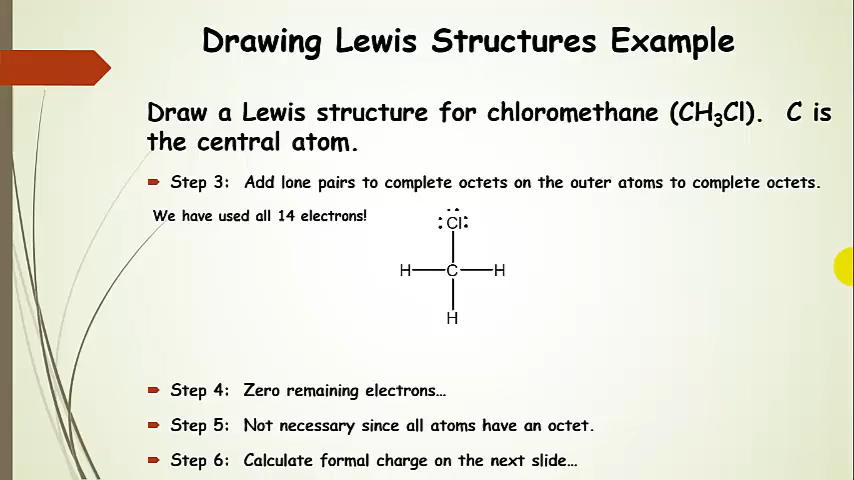 Drawing Lewis Structures Example
Draw a Lewis structure for chloromethane (CH₃Cl). C is
the central atom.
Step 3: Add lone pairs to complete octets on the outer atoms to complete octets.
We have used all 14 electrons!
Cl
H C H
H
Step 4: Zero remaining electrons…
Step 5: Not necessary since all atoms have an octet.
Step 6: Calculate formal charge on the next slide…